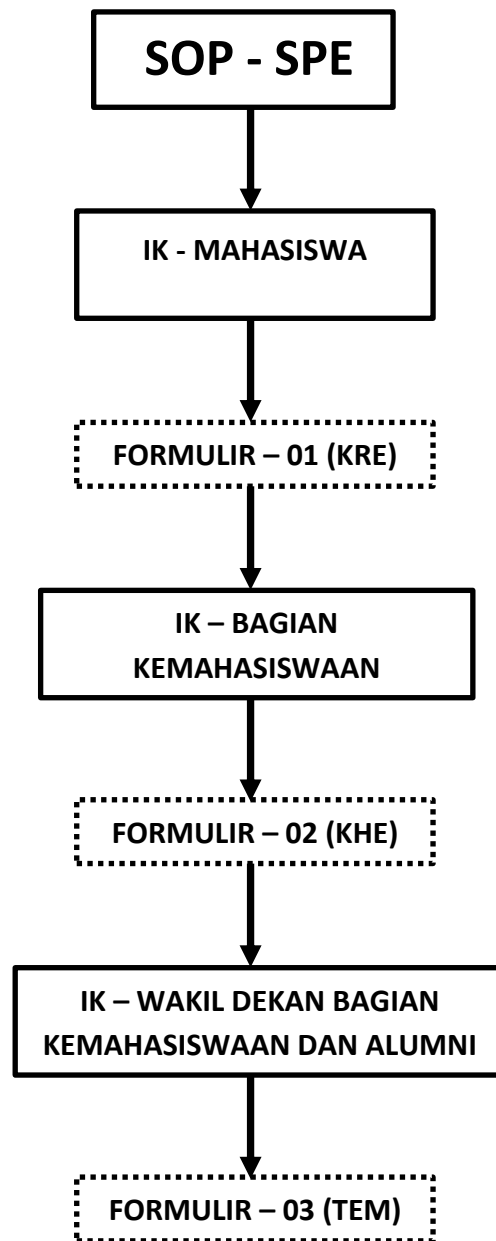 SOP - SPE
IK - MAHASISWA
FORMULIR – 01 (KRE)
IK – BAGIAN
KEMAHASISWAAN
FORMULIR – 02 (KHE)
IK – WAKIL DEKAN BAGIAN
KEMAHASISWAAN DAN ALUMNI
FORMULIR – 03 (TEM)